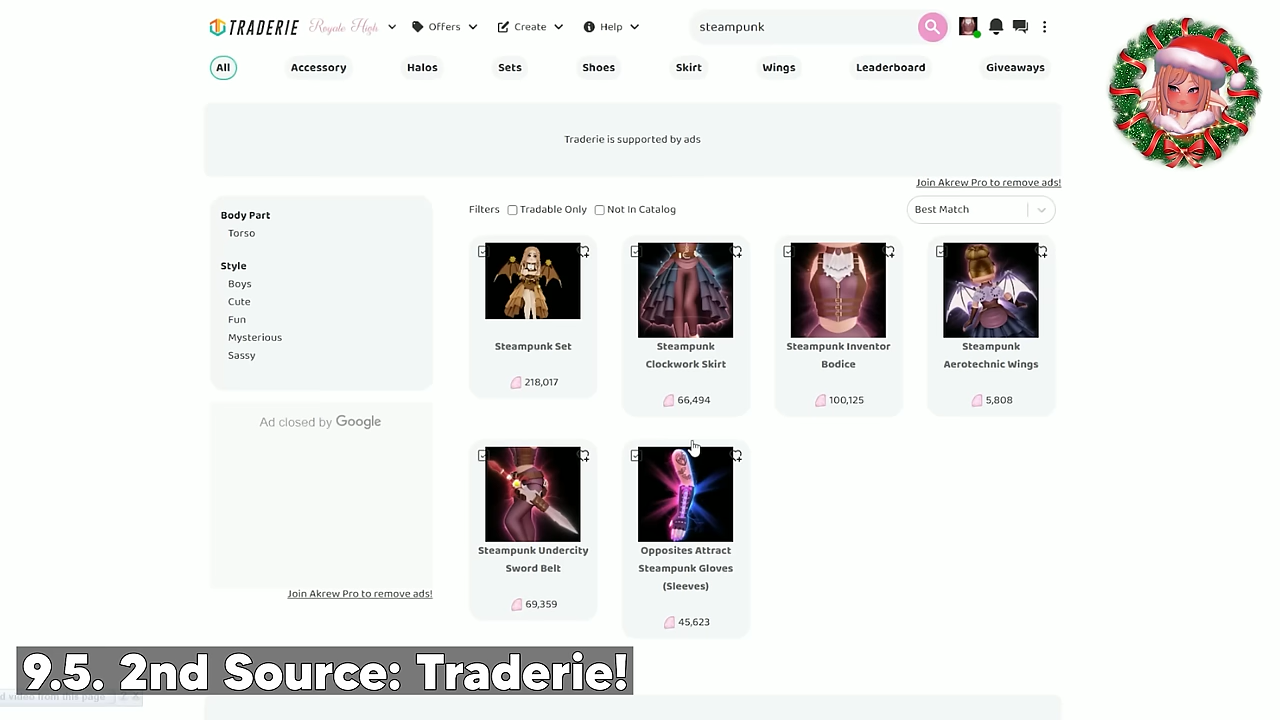 TRADERIE Royale High Offers Create Help steampunk
All Accessory Halos Sets Shoes Skirt Wings Leaderboard Giveaways
Traderie is supported by ads
Join Akrew Pro to remove ads!
Filters Tradable Only Not In Catalog Best Match
Body Part
Torso
Style
Boys
Cute
Fun
Mysterious
Sassy
Ad closed by Google
Join Akrew Pro to remove ads!
Steampunk Set
218,017
Steampunk
Clockwork Skirt
66,494
Steampunk Inventor
Bodice
100,125
Steampunk
Aerotechnic Wings
5,808
Steampunk Undercity
Sword Belt
69,359
Opposites Attract
Steampunk Gloves
(Sleeves)
45,623
9.5. 2nd Source: Traderie!
video from this page